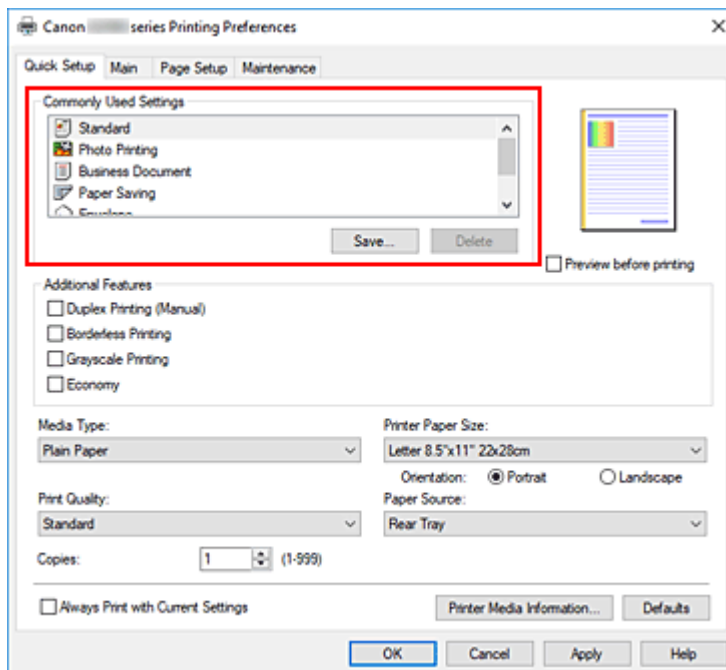 Canon series Printing Preferences
Quick Setup Main Page Setup Maintenance
Commonly Used Settings
Standard
Photo Printing
Business Document
Paper Saving
Envelope
Save... Delete
Preview before printing
Additional Features
Duplex Printing (Manual)
Borderless Printing
Grayscale Printing
Economy
Media Type: Printer Paper Size:
Plain Paper Letter 8.5"x11" 22x28cm
Orientation: Portrait Landscape
Print Quality: Paper Source:
Standard Rear Tray
Copies: 1 (1-999)
Always Print with Current Settings Printer Media Information... Defaults
OK Cancel Apply Help